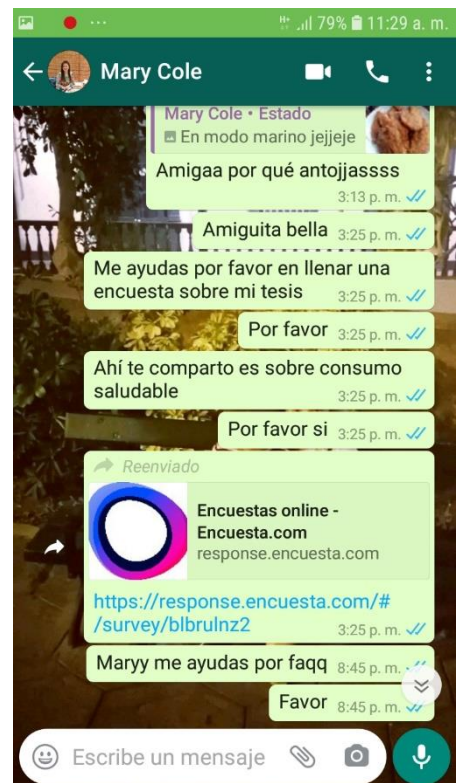 79% 11:29 a. m.
Mary Cole
Mary Cole • Estado
En modo marino jejjeje
Amigaa por qué antojjassss
3:13 p. m.
Amiguita bella 3:25 p. m.
Me ayudas por favor en llenar una
encuesta sobre mi tesis 3:25 p. m.
Por favor 3:25 p. m.
Ahí te comparto es sobre consumo
saludable 3:25 p. m.
Por favor si 3:25 p. m.
Reenviado
Encuestas online -
Encuesta.com
response.encuesta.com
https://response.encuesta.com/#
/survey/blbrulnz2 3:25 p. m.
Maryy me ayudas por faqq 8:45 p. m.
Favor 8:45 p. m.
Escribe un mensaje